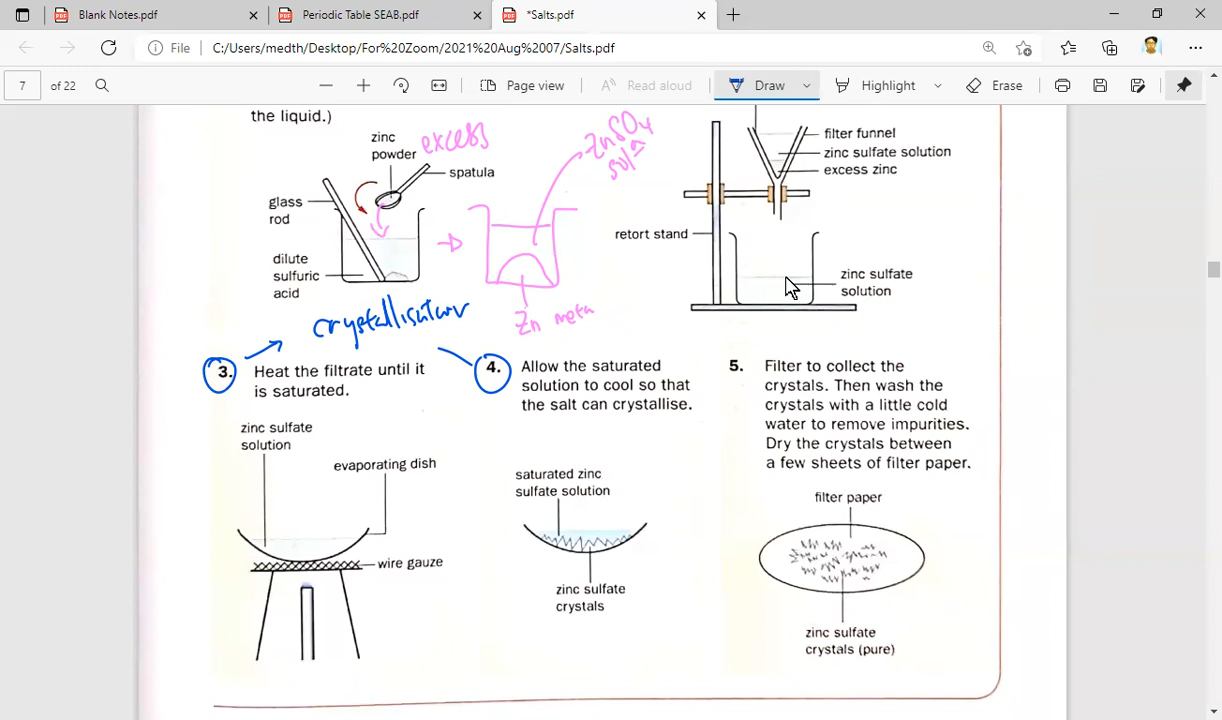 Blank Notes.pdf
Periodic Table SEAB.pdf
*Salts.pdf
File
C:/Users/medth/Desktop/For%20Zoom/2021%20Aug%2007/Salts.pdf
7
of 22
Page view
Read aloud
Draw
Highlight
Erase
the liquid.)
zinc
powder
excess
spatula
glass
rod
dilute
sulfuric
acid
ZnSO4
solⁿ
Zn meta
filter funnel
zinc sulfate solution
excess zinc
retort stand
zinc sulfate
solution
crystallisation
3. Heat the filtrate until it
is saturated.
zinc sulfate
solution
evaporating dish
wire gauze
4. Allow the saturated
solution to cool so that
the salt can crystallise.
saturated zinc
sulfate solution
zinc sulfate
crystals
5. Filter to collect the
crystals. Then wash the
crystals with a little cold
water to remove impurities.
Dry the crystals between
a few sheets of filter paper.
filter paper
zinc sulfate
crystals (pure)